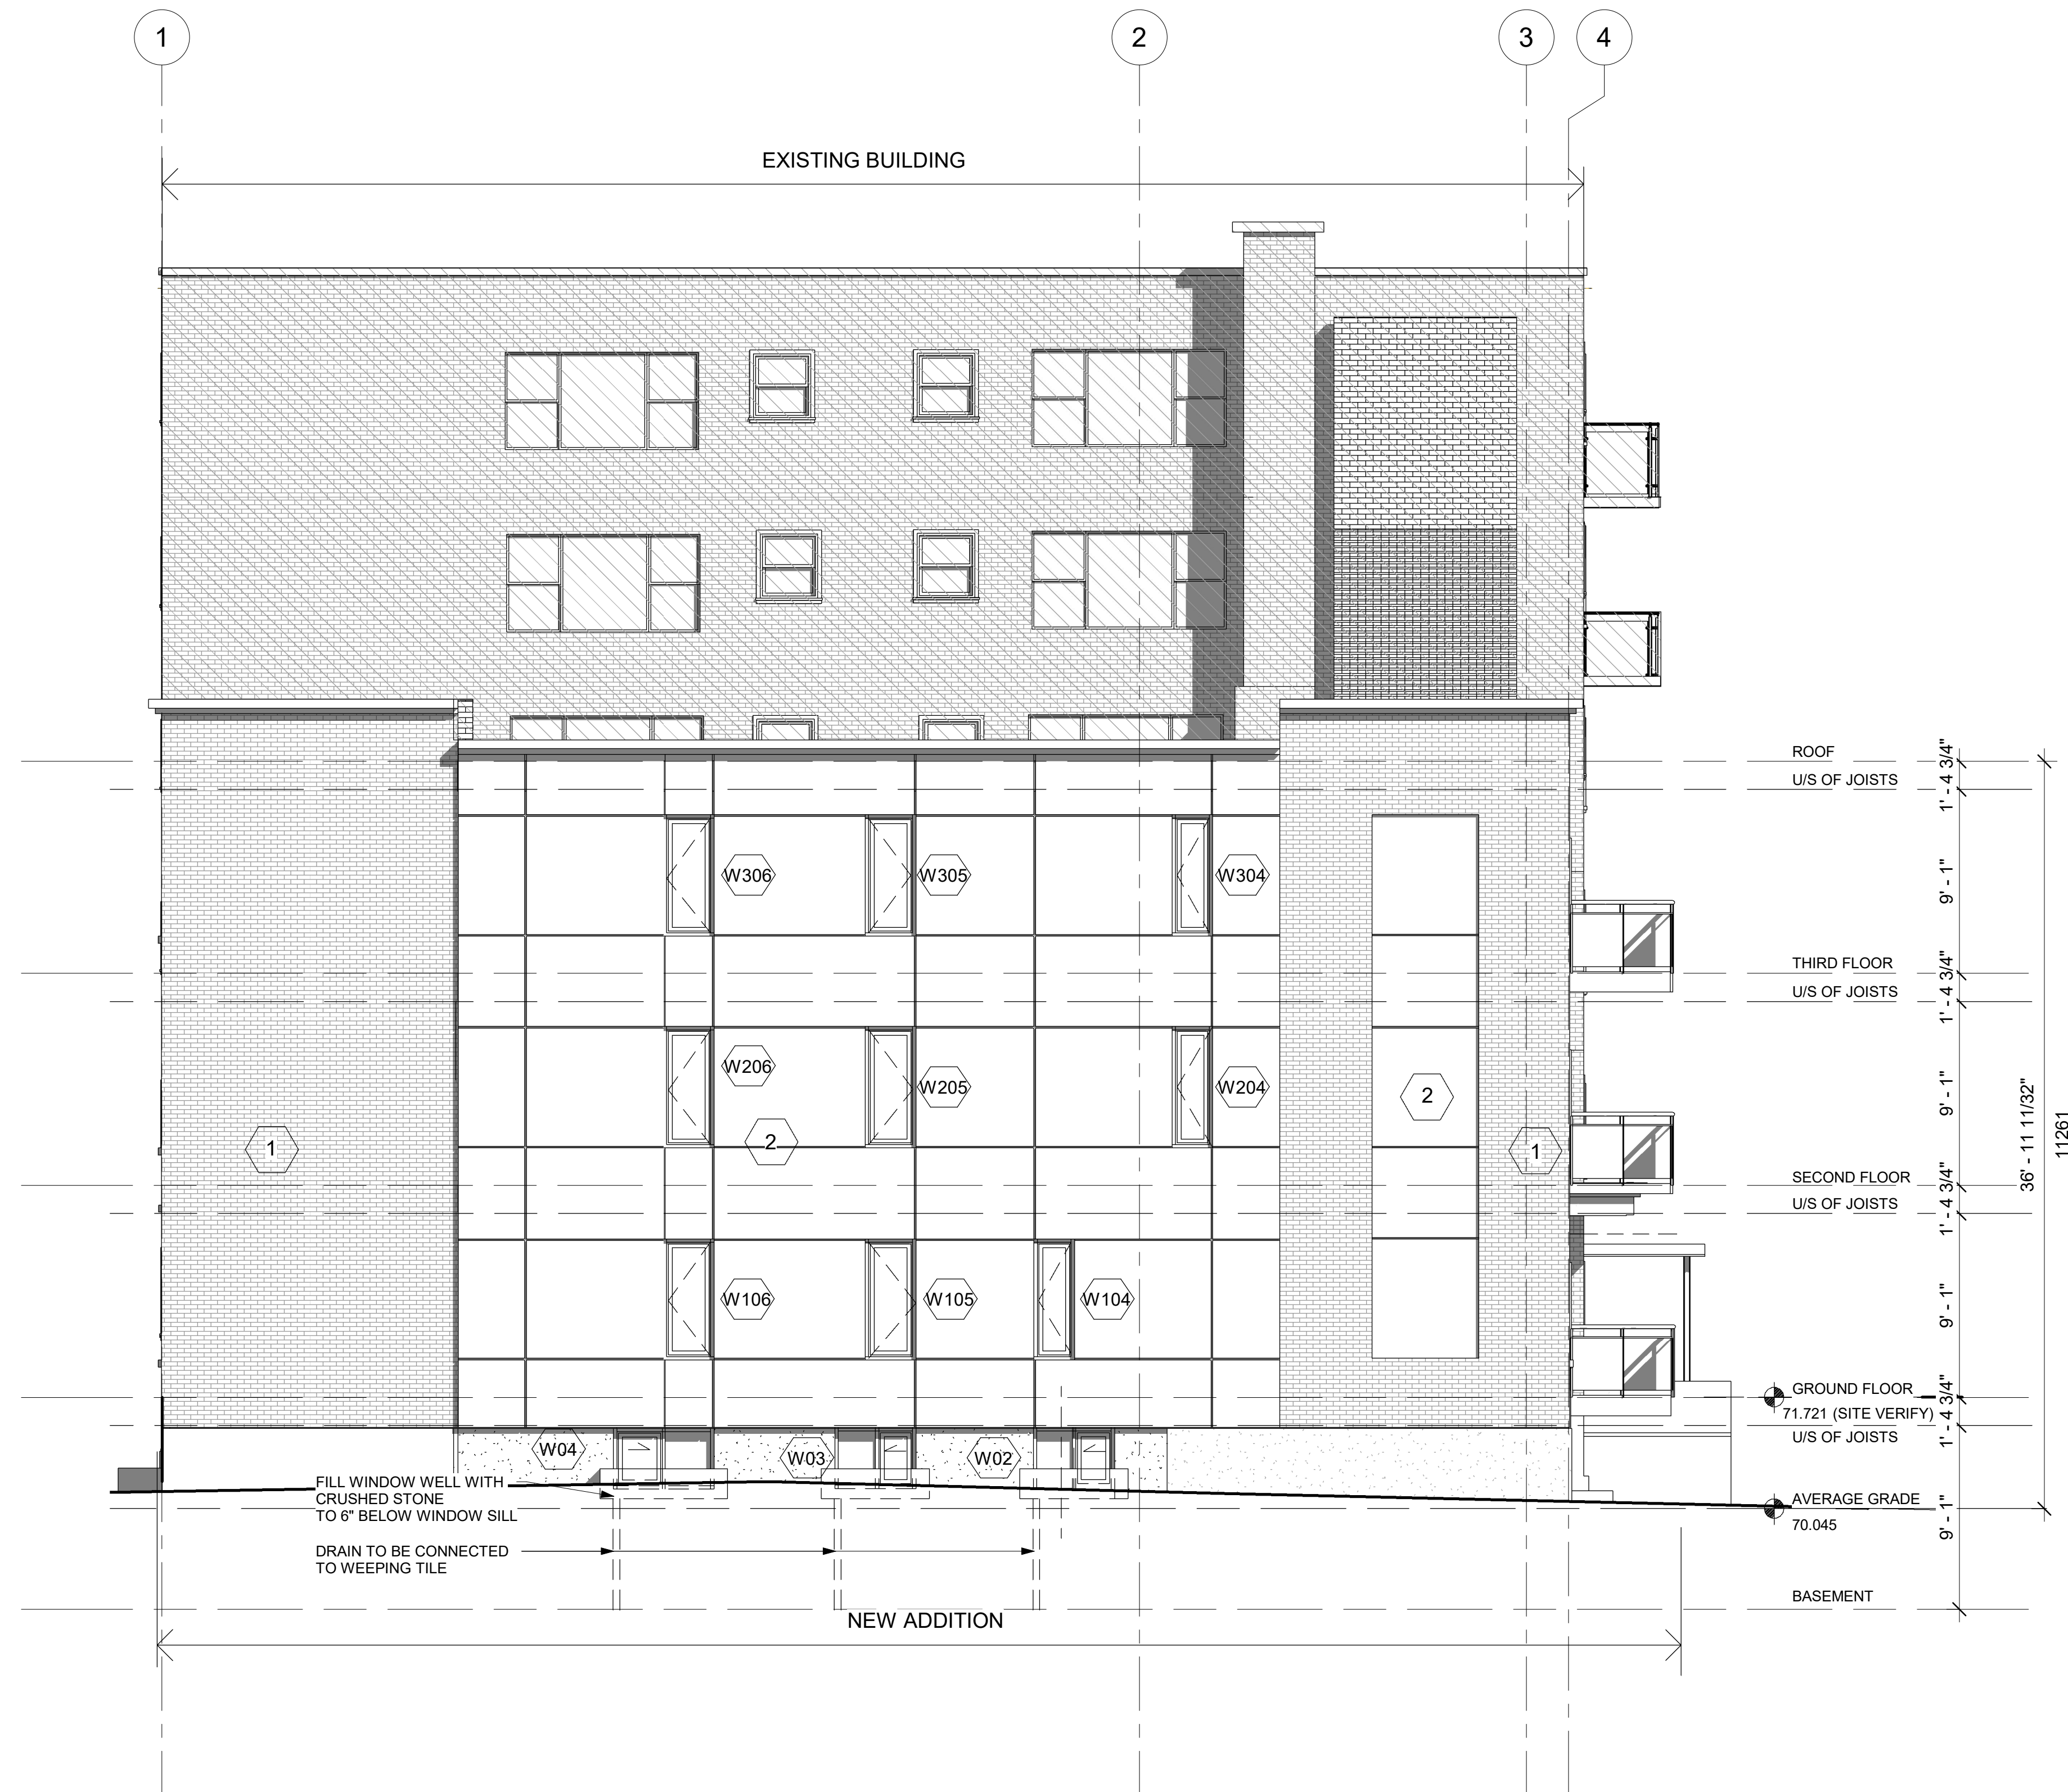 1
2
3
4
EXISTING BUILDING
ROOF
1' - 4 3/4"
U/S OF JOISTS
W306
W305
W304
9' - 1"
THIRD FLOOR
1' - 4 3/4"
U/S OF JOISTS
W206
W205
W204
2
9' - 1"
36' - 11 11/32"
11261
1
2
1
SECOND FLOOR
1' - 4 3/4"
U/S OF JOISTS
W106
W105
W104
9' - 1"
GROUND FLOOR
71.721 (SITE VERIFY)
1' - 4 3/4"
U/S OF JOISTS
W04
W03
W02
FILL WINDOW WELL WITH
CRUSHED STONE
TO 6" BELOW WINDOW SILL
AVERAGE GRADE
70.045
9' - 1"
DRAIN TO BE CONNECTED
TO WEEPING TILE
BASEMENT
NEW ADDITION